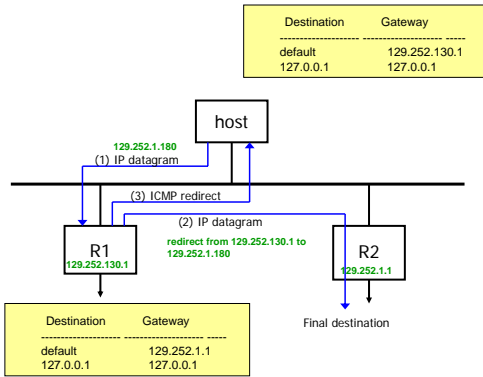 Destination Gateway
-------------------- -------------------- -----
default 129.252.130.1
127.0.0.1 127.0.0.1
host
129.252.1.180
(1) IP datagram
(3) ICMP redirect
(2) IP datagram
R1
129.252.130.1
redirect from 129.252.130.1 to
129.252.1.180
R2
129.252.1.1
Destination Gateway
-------------------- -------------------- -----
default 129.252.1.1
127.0.0.1 127.0.0.1
Final destination